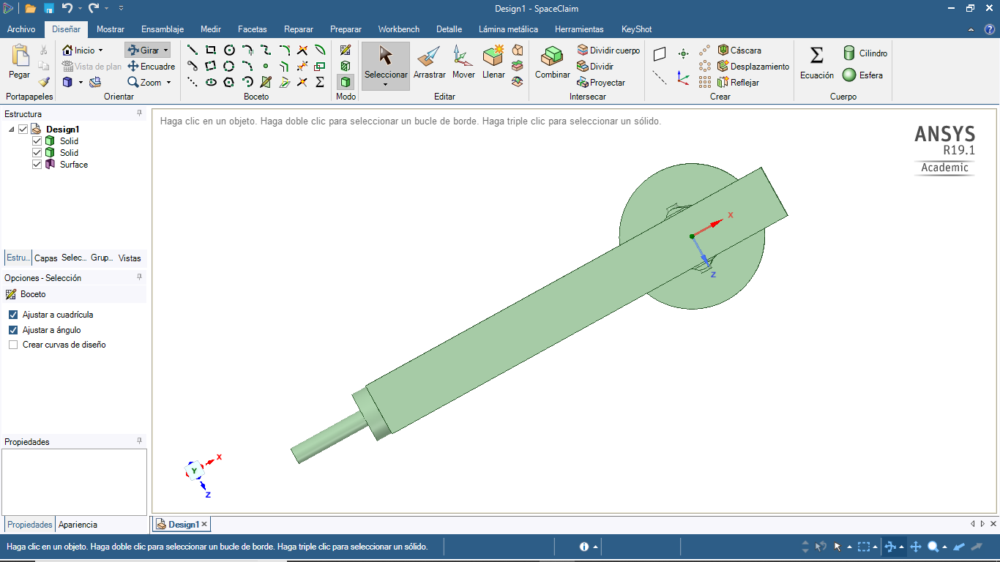 Design1 - SpaceClaim
Archivo Diseñar Mostrar Ensamblaje Medir Facetas Reparar Preparar Workbench Detalle Lámina metálica Herramientas KeyShot
Pegar
Portapapeles
Inicio Girar
Vista de plan Encuadre
Zoom
Orientar
Boceto
Modo
Seleccionar Arrastrar Mover Llenar
Editar
Combinar
Dividir cuerpo
Dividir
Proyectar
Intersecar
Cáscara
Desplazamiento
Reflejar
Crear
Ecuación
Cilindro
Esfera
Cuerpo
Estructura
Design1
Solid
Solid
Surface
Estru... Capas Selec... Grup... Vistas
Opciones - Selección
Boceto
Ajustar a cuadrícula
Ajustar a ángulo
Crear curvas de diseño
Propiedades
Propiedades Apariencia
Haga clic en un objeto. Haga doble clic para seleccionar un bucle de borde. Haga triple clic para seleccionar un sólido.
ANSYS
R19.1
Academic
X
Z
X
Y
Z
Design1
Haga clic en un objeto. Haga doble clic para seleccionar un bucle de borde. Haga triple clic para seleccionar un sólido.